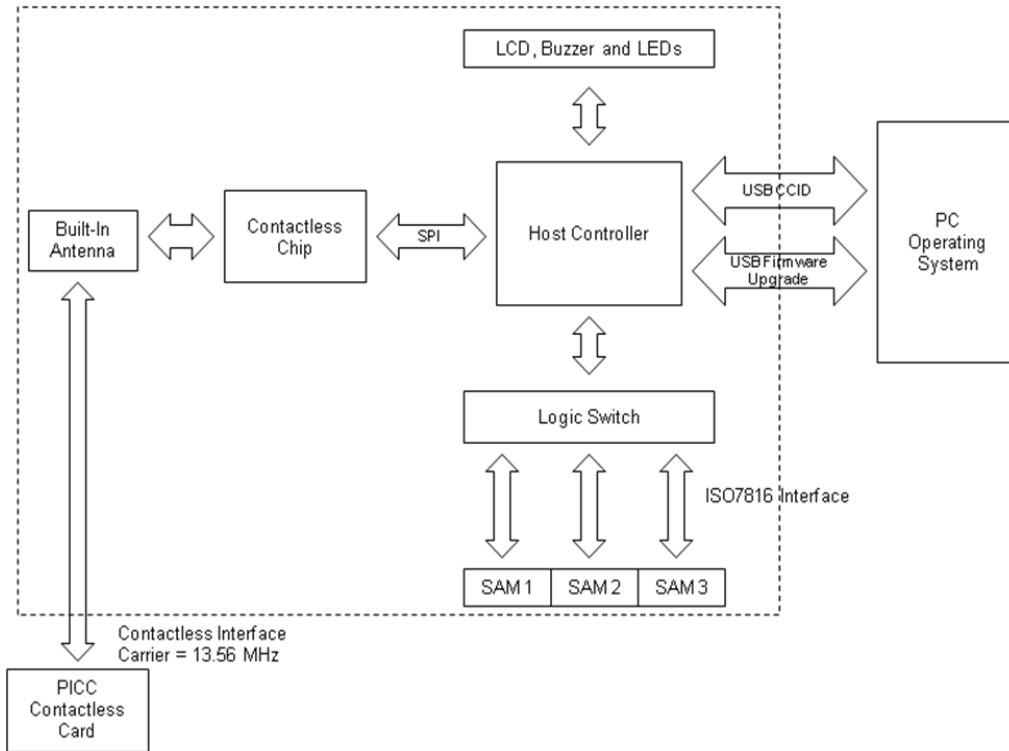 LCD, Buzzer and LEDs
Built-In
Antenna
Contactless
Chip
SPI
Host Controller
USB CCID
USB Firmware
Upgrade
PC
Operating
System
Logic Switch
ISO7816 Interface
SAM 1
SAM 2
SAM 3
Contactless Interface
Carrier = 13.56 MHz
PICC
Contactless
Card